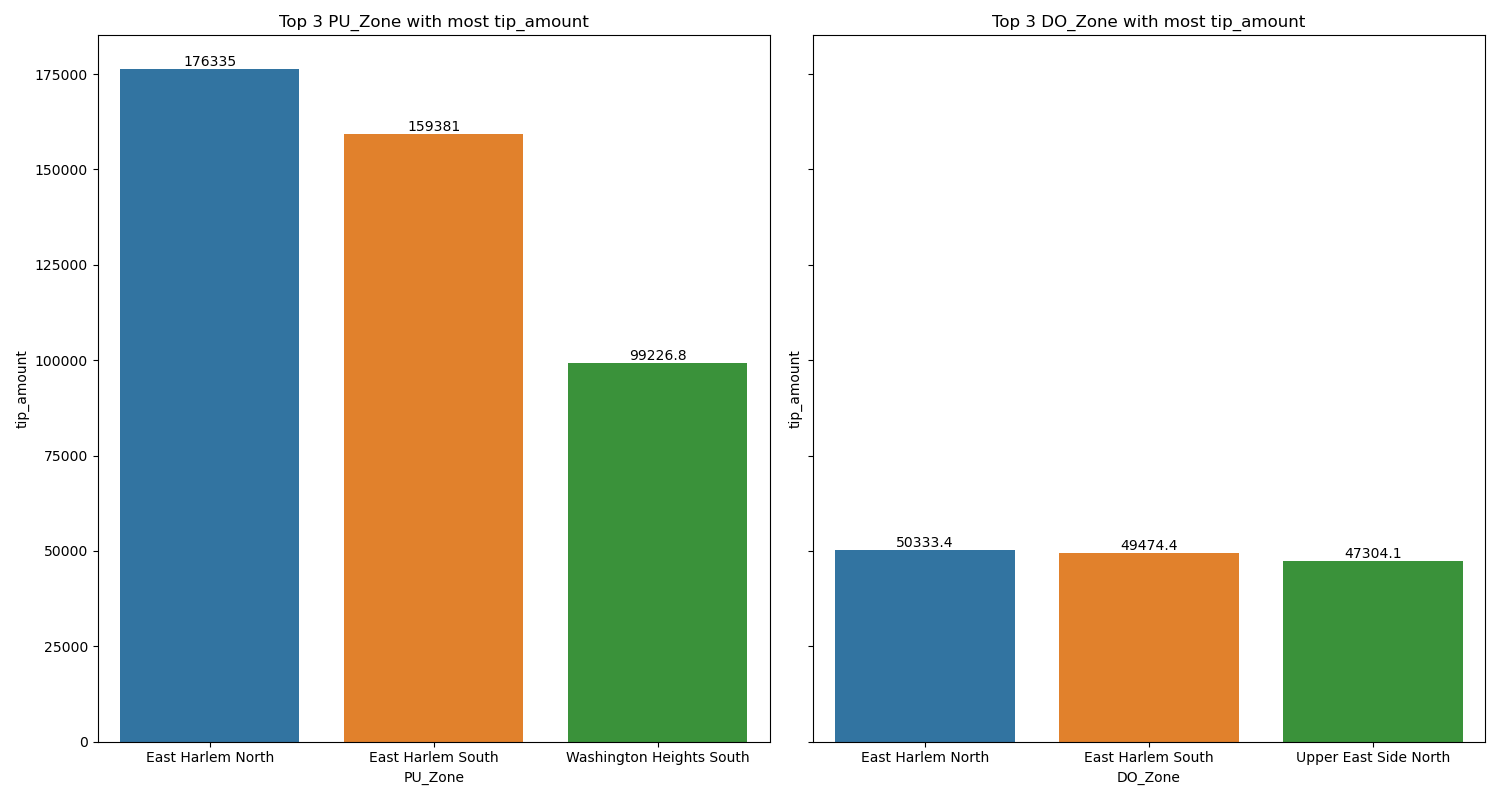 Top 3 PU_Zone with most tip_amount
176335
159381
99226.8
175000
150000
125000
100000
75000
50000
25000
0
tip_amount
East Harlem North
East Harlem South
Washington Heights South
PU_Zone
Top 3 DO_Zone with most tip_amount
50333.4
49474.4
47304.1
tip_amount
East Harlem North
East Harlem South
Upper East Side North
DO_Zone